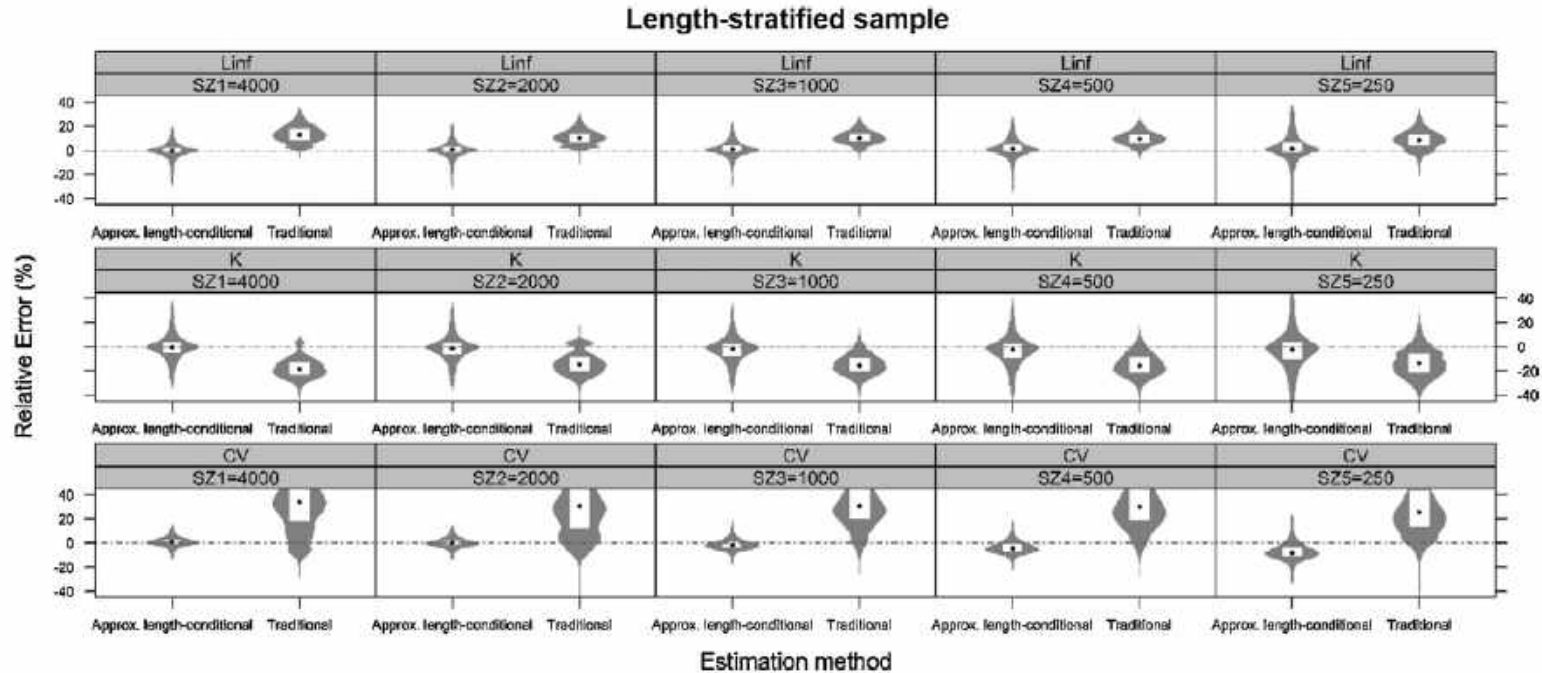 Length-stratified sample
Linf Linf Linf Linf Linf
SZ1=4000 SZ2=2000 SZ3=1000 SZ4=500 SZ5=250
40
20
0
-20
-40
Approx. length-conditional Traditional Approx. length-conditional Traditional Approx. length-conditional Traditional Approx. length-conditional Traditional Approx. length-conditional Traditional
K K K K K
SZ1=4000 SZ2=2000 SZ3=1000 SZ4=500 SZ5=250
40
20
0
-20
-40
Relative Error (%)
Approx. length-conditional Traditional Approx. length-conditional Traditional Approx. length-conditional Traditional Approx. length-conditional Traditional Approx. length-conditional Traditional
CV CV CV CV CV
SZ1=4000 SZ2=2000 SZ3=1000 SZ4=500 SZ5=250
40
20
0
-20
-40
Approx. length-conditional Traditional Approx. length-conditional Traditional Approx. length-conditional Traditional Approx. length-conditional Traditional Approx. length-conditional Traditional
Estimation method